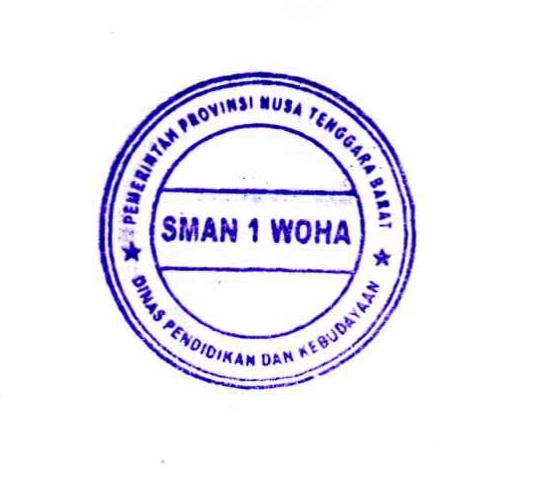 PEMERINTAH PROVINSI NUSA TENGGARA BARAT
SMAN 1 WOHA
DINAS PENDIDIKAN DAN KEBUDAYAAN